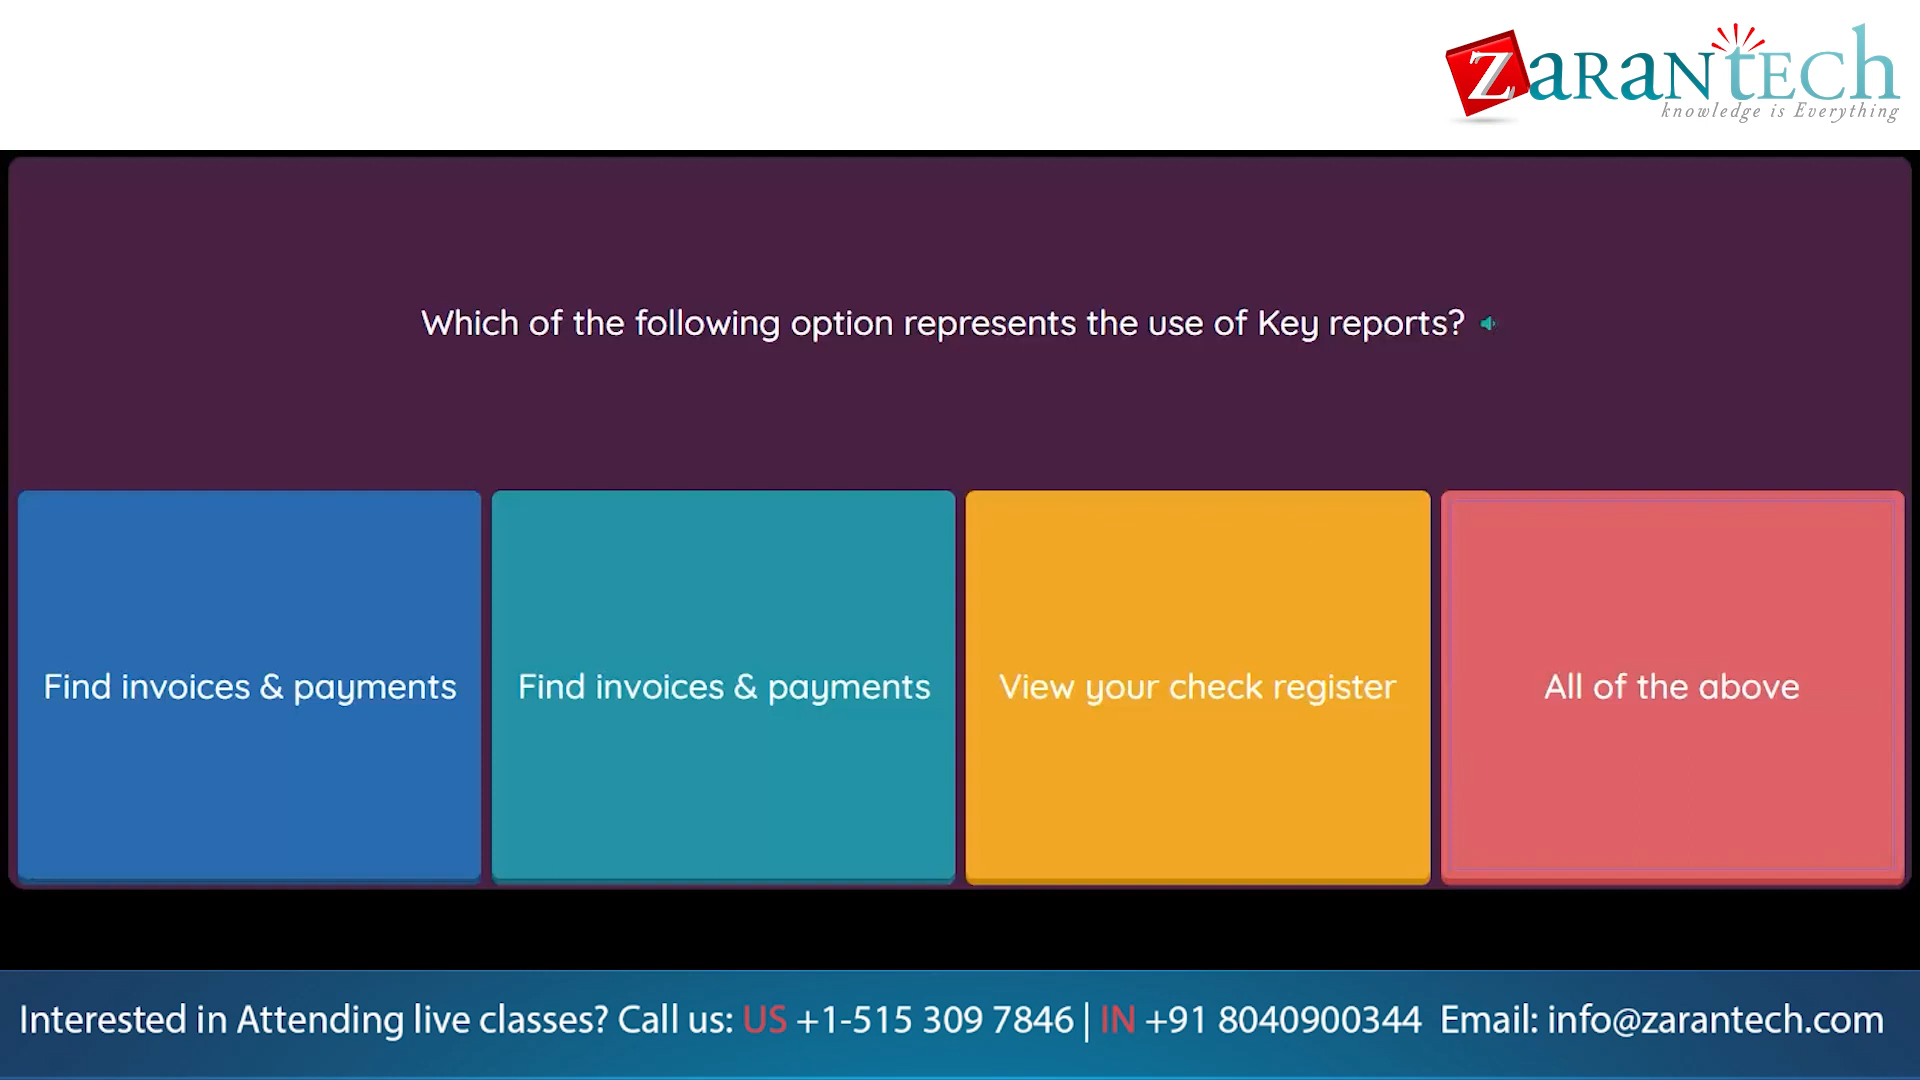 ZaranTech
knowledge is Everything
Which of the following option represents the use of Key reports?
Find invoices & payments
Find invoices & payments
View your check register
All of the above
Interested in Attending live classes? Call us: US +1-515 309 7846 | IN +91 8040900344 Email: info@zarantech.com